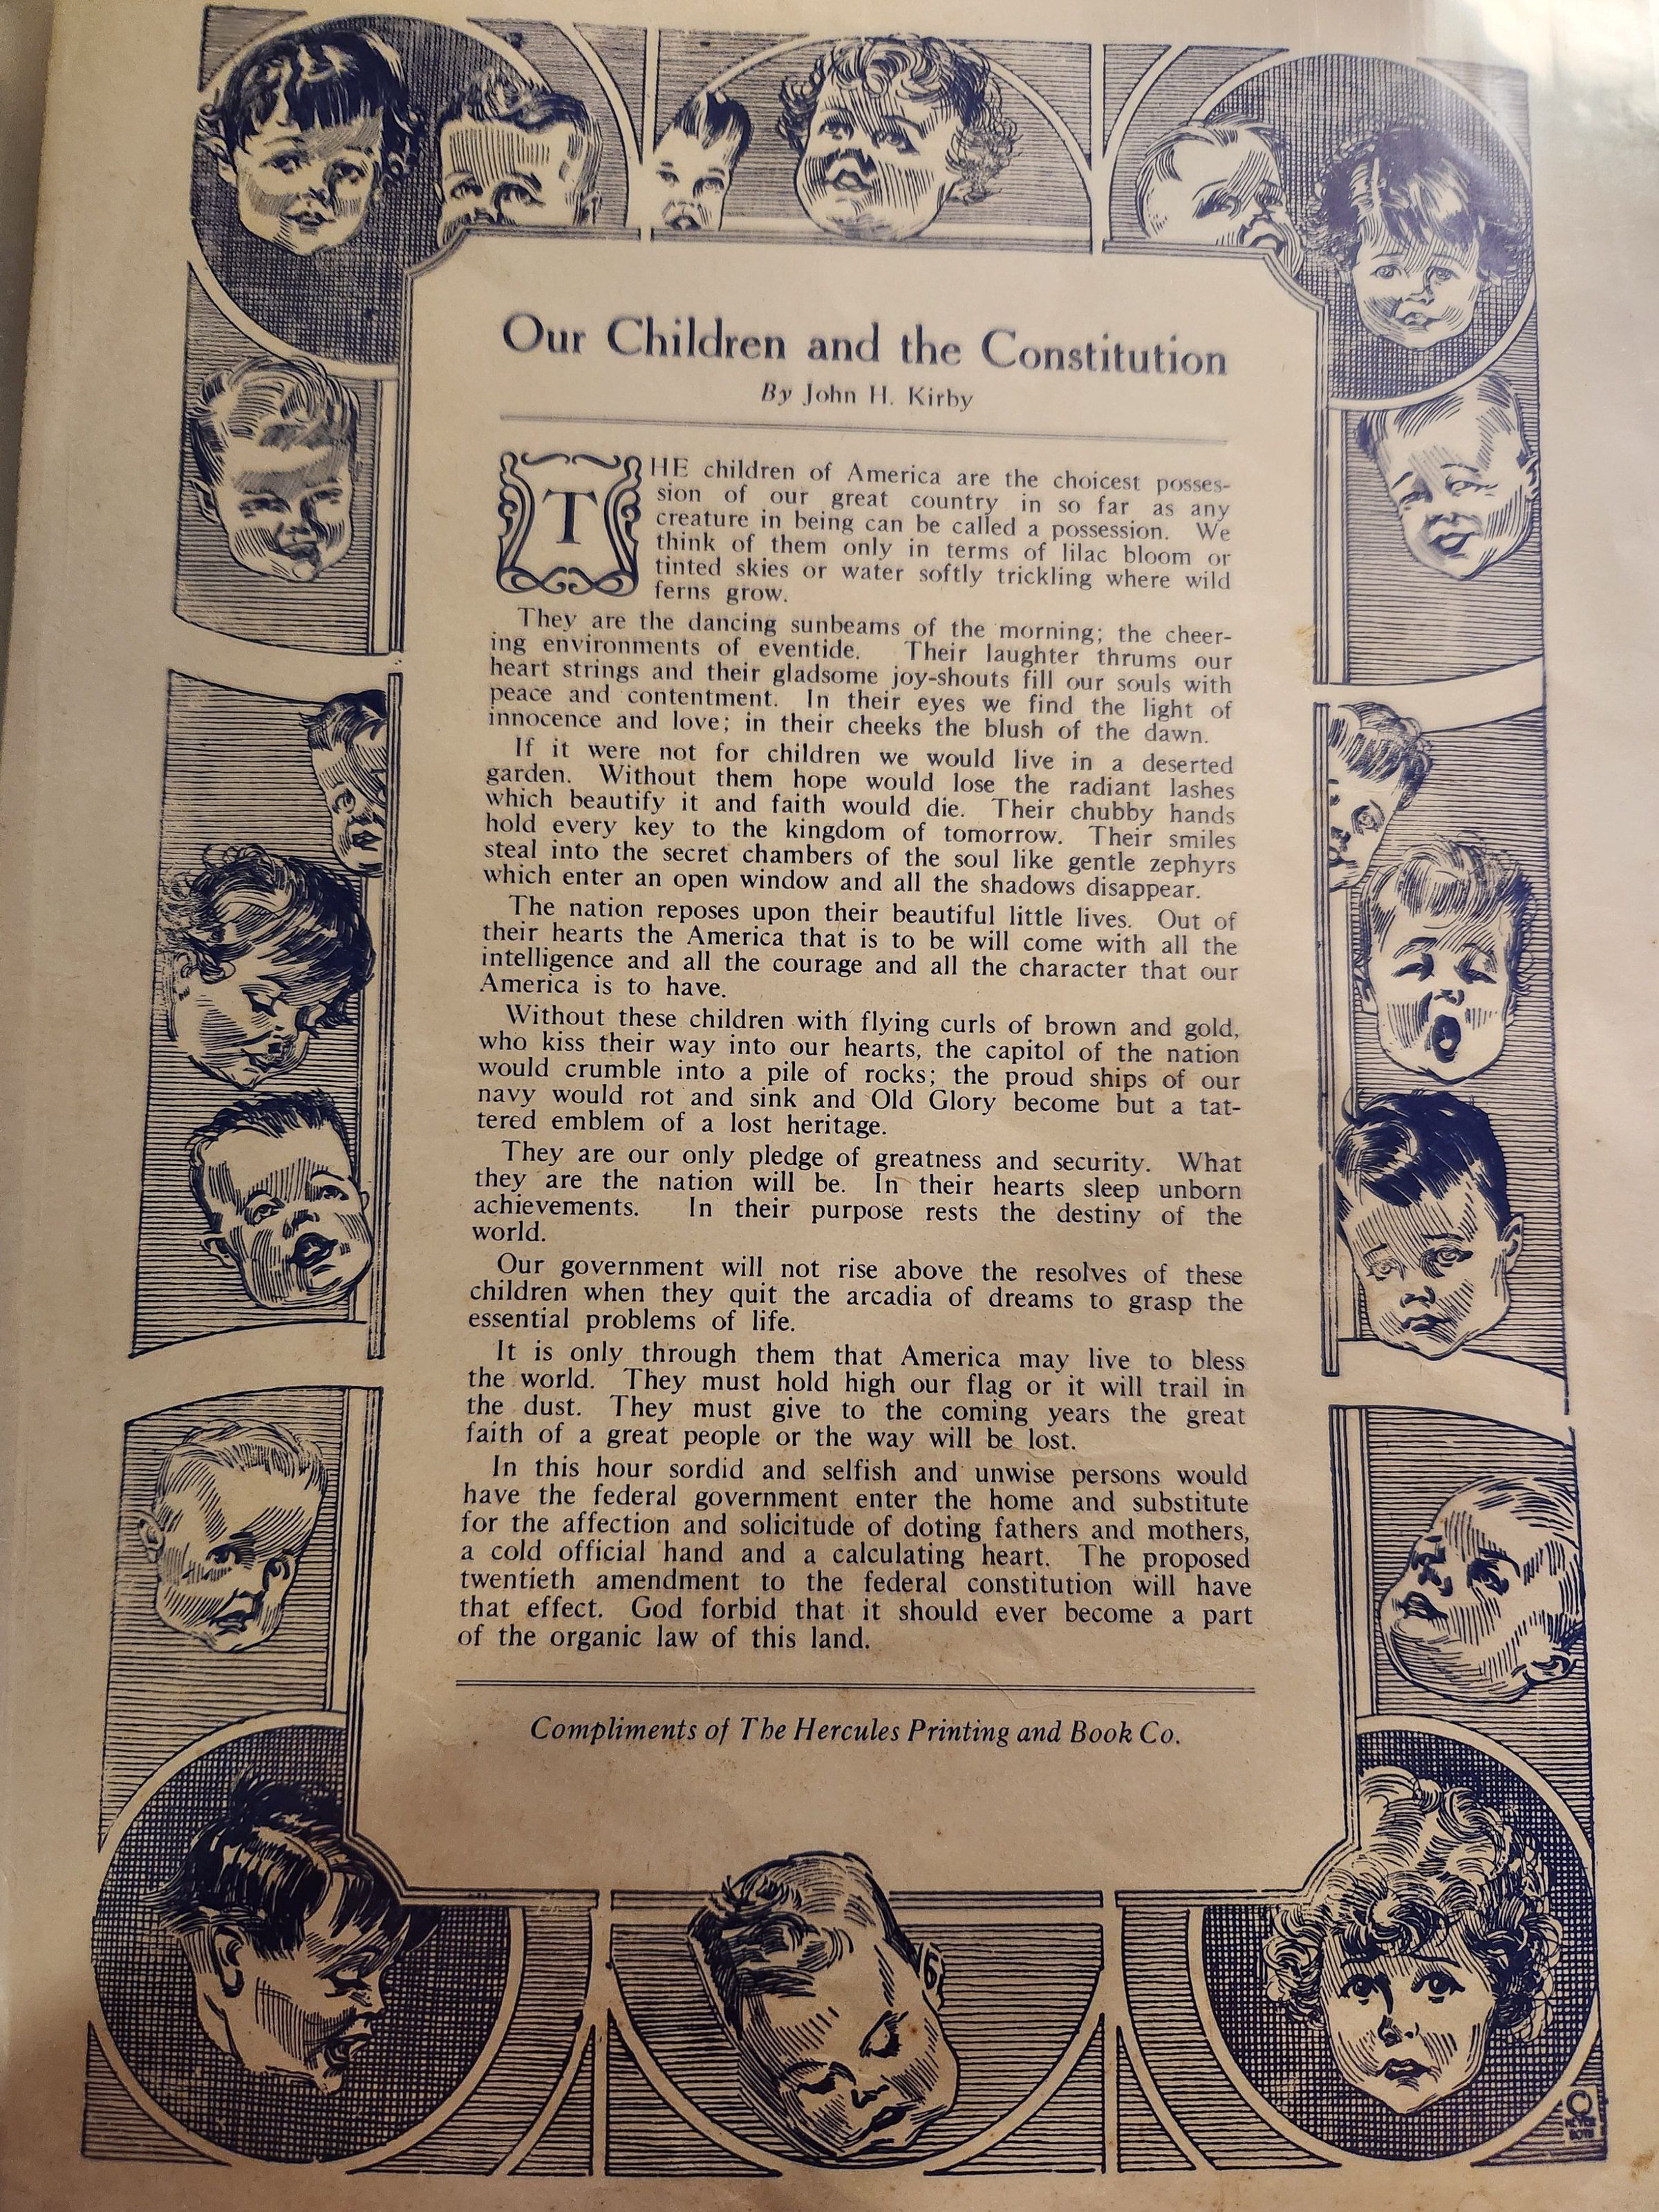 Our Children and the Constitution
By John H. Kirby
THE children of America are the choicest posses-
sion of our great country in so far as any
creature in being can be called a possession. We
think of them only in terms of lilac bloom or
tinted skies or water softly trickling where wild
ferns grow.
They are the dancing sunbeams of the morning; the cheer-
ing environments of eventide. Their laughter thrums our
heart strings and their gladsome joy-shouts fill our souls with
peace and contentment. In their eyes we find the light of
innocence and love; in their cheeks the blush of the dawn.
If it were not for children we would live in a deserted
garden. Without them hope would lose the radiant lashes
which beautify it and faith would die. Their chubby hands
hold every key to the kingdom of tomorrow. Their smiles
steal into the secret chambers of the soul like gentle zephyrs
which enter an open window and all the shadows disappear.
The nation reposes upon their beautiful little lives. Out of
their hearts the America that is to be will come with all the
intelligence and all the courage and all the character that our
America is to have.
Without these children with flying curls of brown and gold,
who kiss their way into our hearts, the capitol of the nation
would crumble into a pile of rocks; the proud ships of our
navy would rot and sink and Old Glory become but a tat-
tered emblem of a lost heritage.
They are our only pledge of greatness and security. What
they are the nation will be. In their hearts sleep unborn
achievements. In their purpose rests the destiny of the
world.
Our government will not rise above the resolves of these
children when they quit the arcadia of dreams to grasp the
essential problems of life.
It is only through them that America may live to bless
the world. They must hold high our flag or it will trail in
the dust. They must give to the coming years the great
faith of a great people or the way will be lost.
In this hour sordid and selfish and unwise persons would
have the federal government enter the home and substitute
for the affection and solicitude of doting fathers and mothers,
a cold official hand and a calculating heart. The proposed
twentieth amendment to the federal constitution will have
that effect. God forbid that it should ever become a part
of the organic law of this land.
Compliments of The Hercules Printing and Book Co.